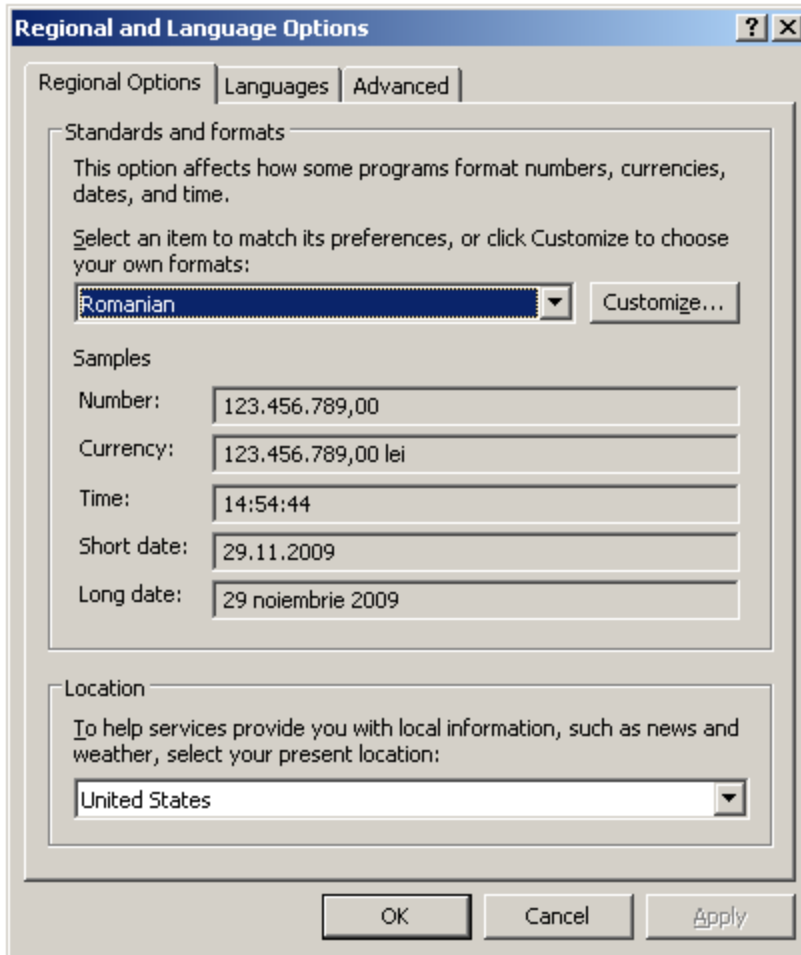 Regional and Language Options
Regional Options Languages Advanced
Standards and formats
This option affects how some programs format numbers, currencies,
dates, and time.
Select an item to match its preferences, or click Customize to choose
your own formats:
Romanian Customize...
Samples
Number: 123.456.789,00
Currency: 123.456.789,00 lei
Time: 14:54:44
Short date: 29.11.2009
Long date: 29 noiembrie 2009
Location
To help services provide you with local information, such as news and
weather, select your present location:
United States
OK Cancel Apply